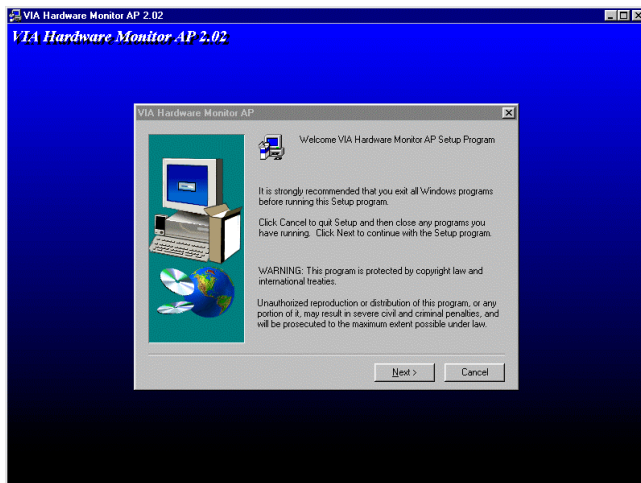 VIA Hardware Monitor AP 2.02
VIA Hardware Monitor AP 2.02
VIA Hardware Monitor AP
Welcome VIA Hardware Monitor AP Setup Program
It is strongly recommended that you exit all Windows programs
before running this Setup program.
Click Cancel to quit Setup and then close any programs you
have running. Click Next to continue with the Setup program.
WARNING: This program is protected by copyright law and
international treaties.
Unauthorized reproduction or distribution of this program, or any
portion of it, may result in severe civil and criminal penalties, and
will be prosecuted to the maximum extent possible under law.
Next >
Cancel